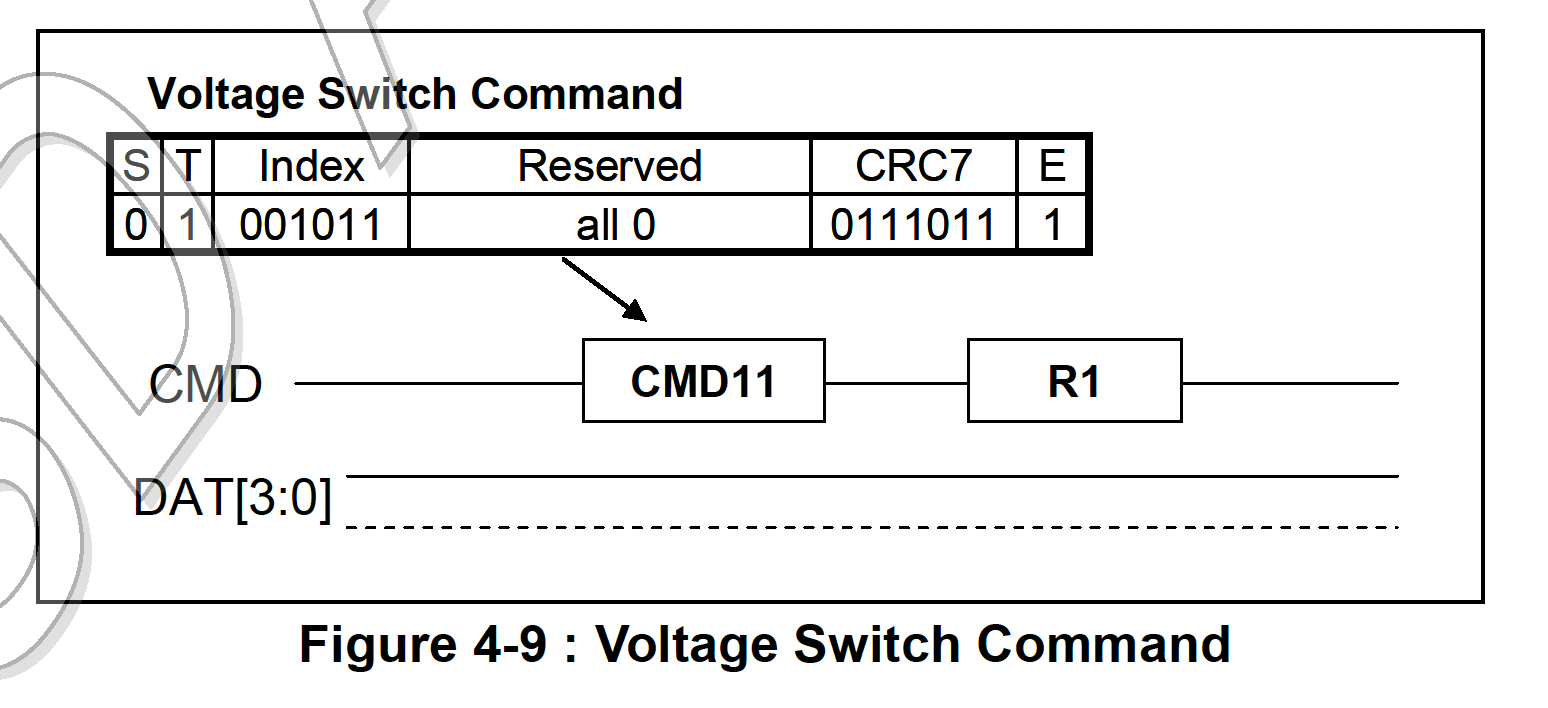 Voltage Switch Command
S T Index Reserved CRC7 E
0 1 001011 all 0 0111011 1
CMD CMD11 R1
DAT[3:0]
Figure 4-9 : Voltage Switch Command